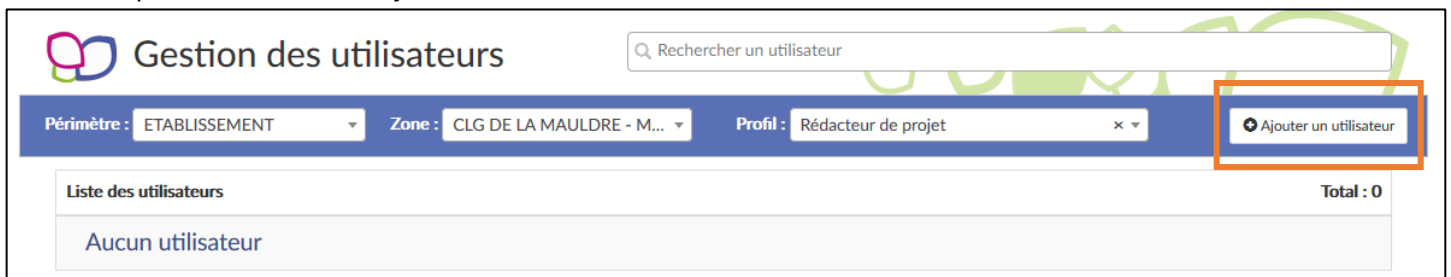 Gestion des utilisateurs
Rechercher un utilisateur
Périmètre : ETABLISSEMENT Zone : CLG DE LA MAULDRE - M... Profil : Rédacteur de projet × Ajouter un utilisateur
Liste des utilisateurs Total : 0
Aucun utilisateur